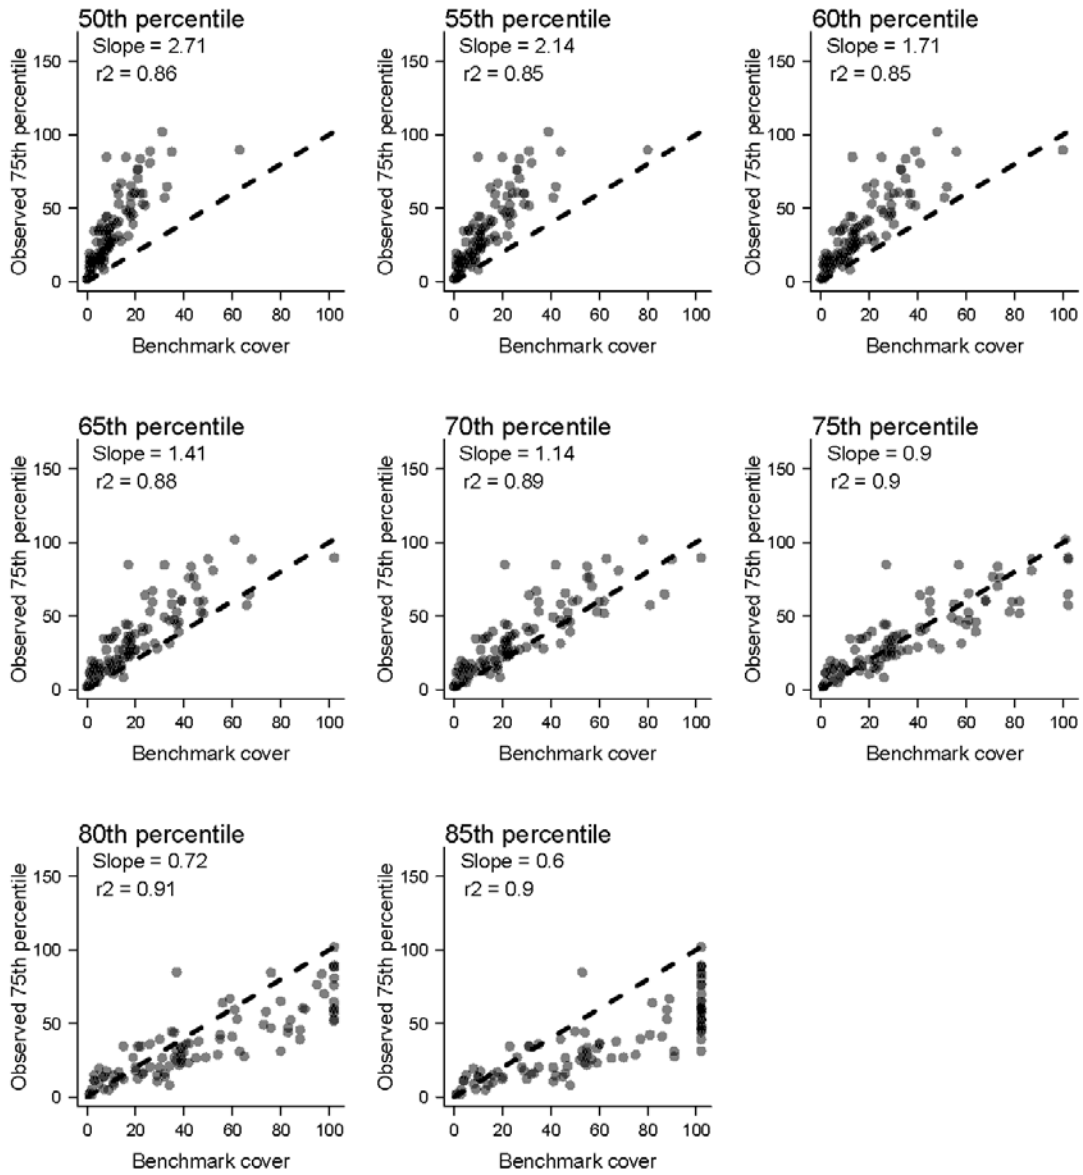 50th percentile
Slope = 2.71
r2 = 0.86
Observed 75th percentile
150
100
50
0
0 20 40 60 80 100
Benchmark cover
55th percentile
Slope = 2.14
r2 = 0.85
Observed 75th percentile
150
100
50
0
0 20 40 60 80 100
Benchmark cover
60th percentile
Slope = 1.71
r2 = 0.85
Observed 75th percentile
150
100
50
0
0 20 40 60 80 100
Benchmark cover
65th percentile
Slope = 1.41
r2 = 0.88
Observed 75th percentile
150
100
50
0
0 20 40 60 80 100
Benchmark cover
70th percentile
Slope = 1.14
r2 = 0.89
Observed 75th percentile
150
100
50
0
0 20 40 60 80 100
Benchmark cover
75th percentile
Slope = 0.9
r2 = 0.9
Observed 75th percentile
150
100
50
0
0 20 40 60 80 100
Benchmark cover
80th percentile
Slope = 0.72
r2 = 0.91
Observed 75th percentile
150
100
50
0
0 20 40 60 80 100
Benchmark cover
85th percentile
Slope = 0.6
r2 = 0.9
Observed 75th percentile
150
100
50
0
0 20 40 60 80 100
Benchmark cover